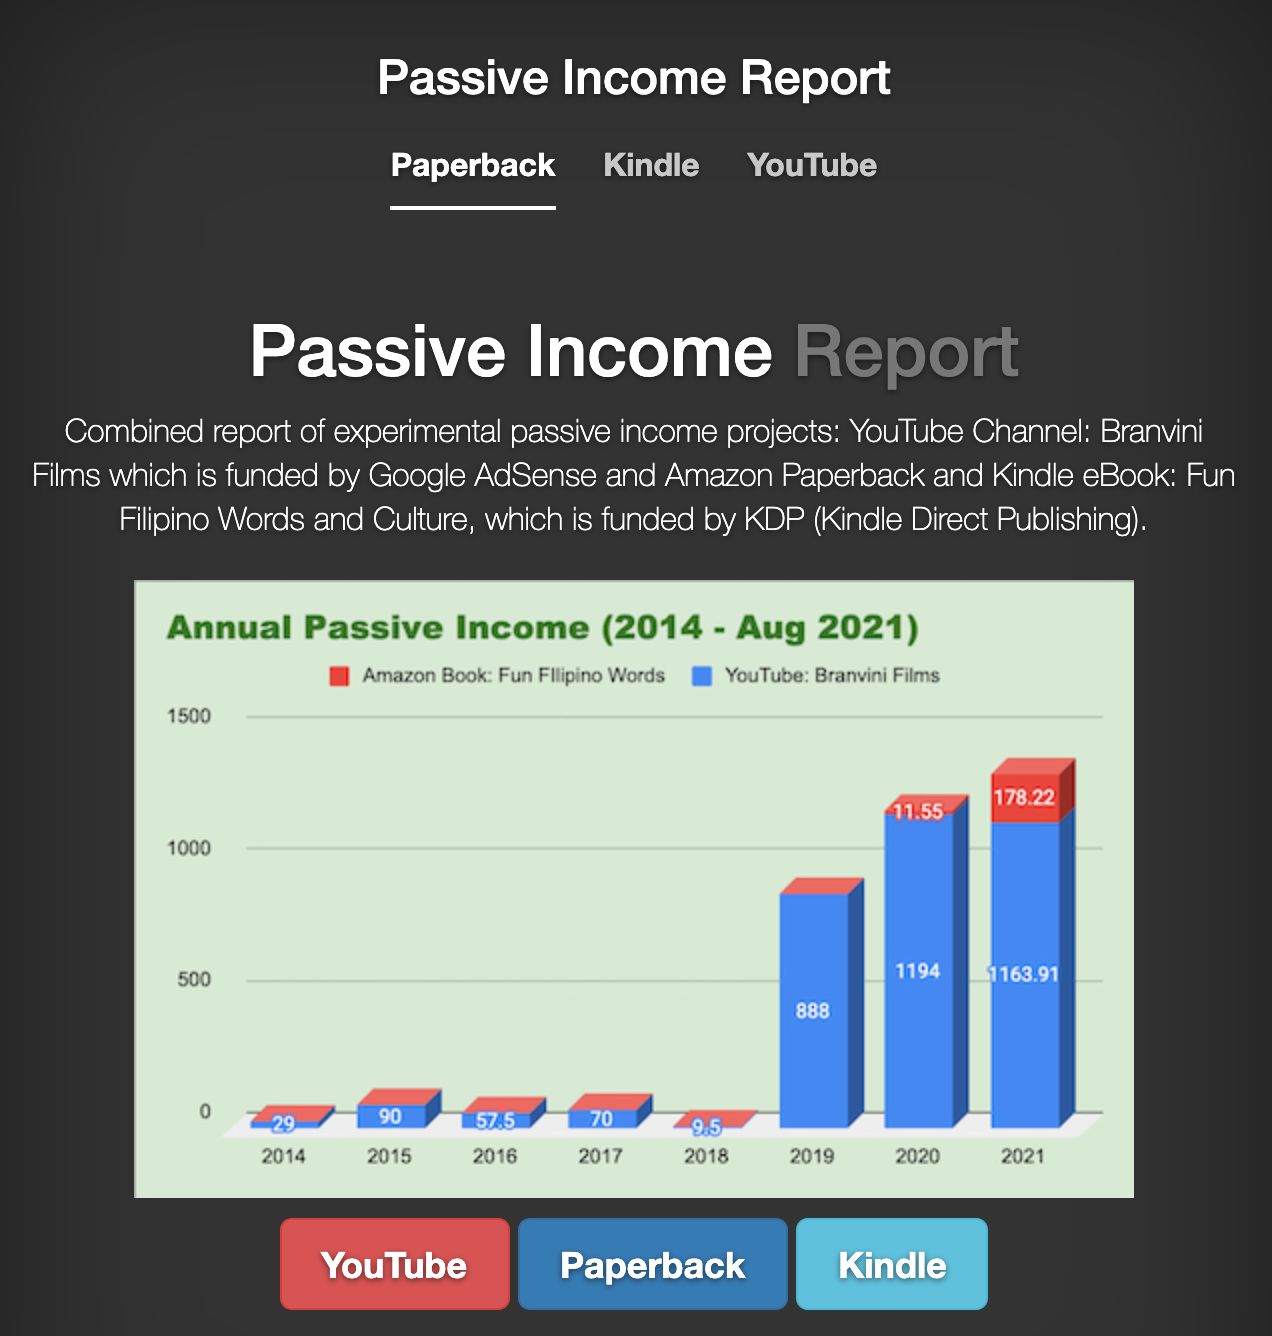 Passive Income Report
Paperback Kindle YouTube
Passive Income Report
Combined report of experimental passive income projects: YouTube Channel: Branvini
Films which is funded by Google AdSense and Amazon Paperback and Kindle eBook: Fun
Filipino Words and Culture, which is funded by KDP (Kindle Direct Publishing).
Annual Passive Income (2014 - Aug 2021)
Amazon Book: Fun FIlipino Words YouTube: Branvini Films
1500
1000
500
0
29
90
57.5
70
9.5
888
11.55
1194
178.22
1163.91
2014 2015 2016 2017 2018 2019 2020 2021
YouTube Paperback Kindle